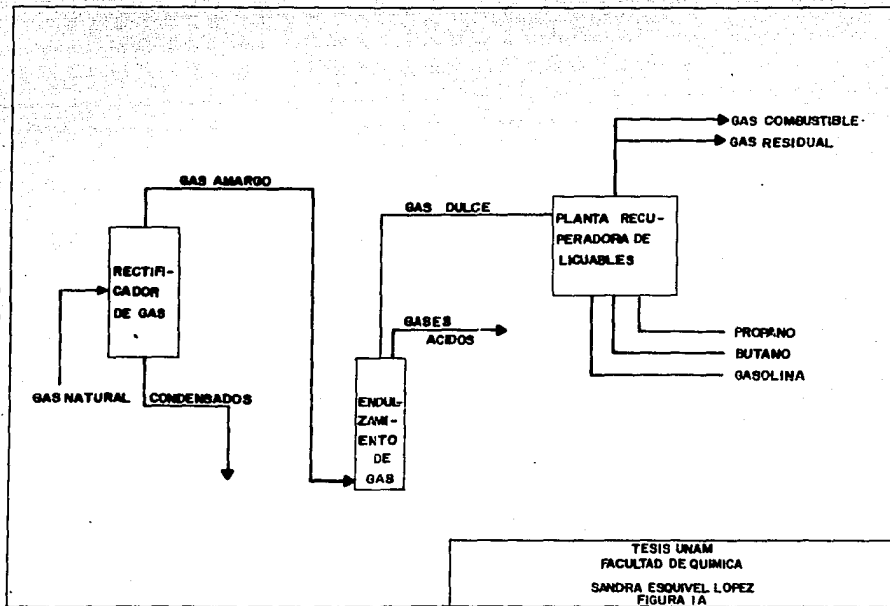 GAS COMBUSTIBLE
GAS RESIDUAL
GAS AMARGO
GAS DULCE
PLANTA RECU-
PERADORA DE
LICUABLES
RECTIFI-
CADOR
DE GAS
GASES
ACIDOS
PROPANO
BUTANO
GASOLINA
GAS NATURAL
CONDENSADOS
ENDUL-
ZAMI-
ENTO
DE
GAS
TESIS UNAM
FACULTAD DE QUIMICA
SANDRA ESQUIVEL LOPEZ
FIGURA 1A